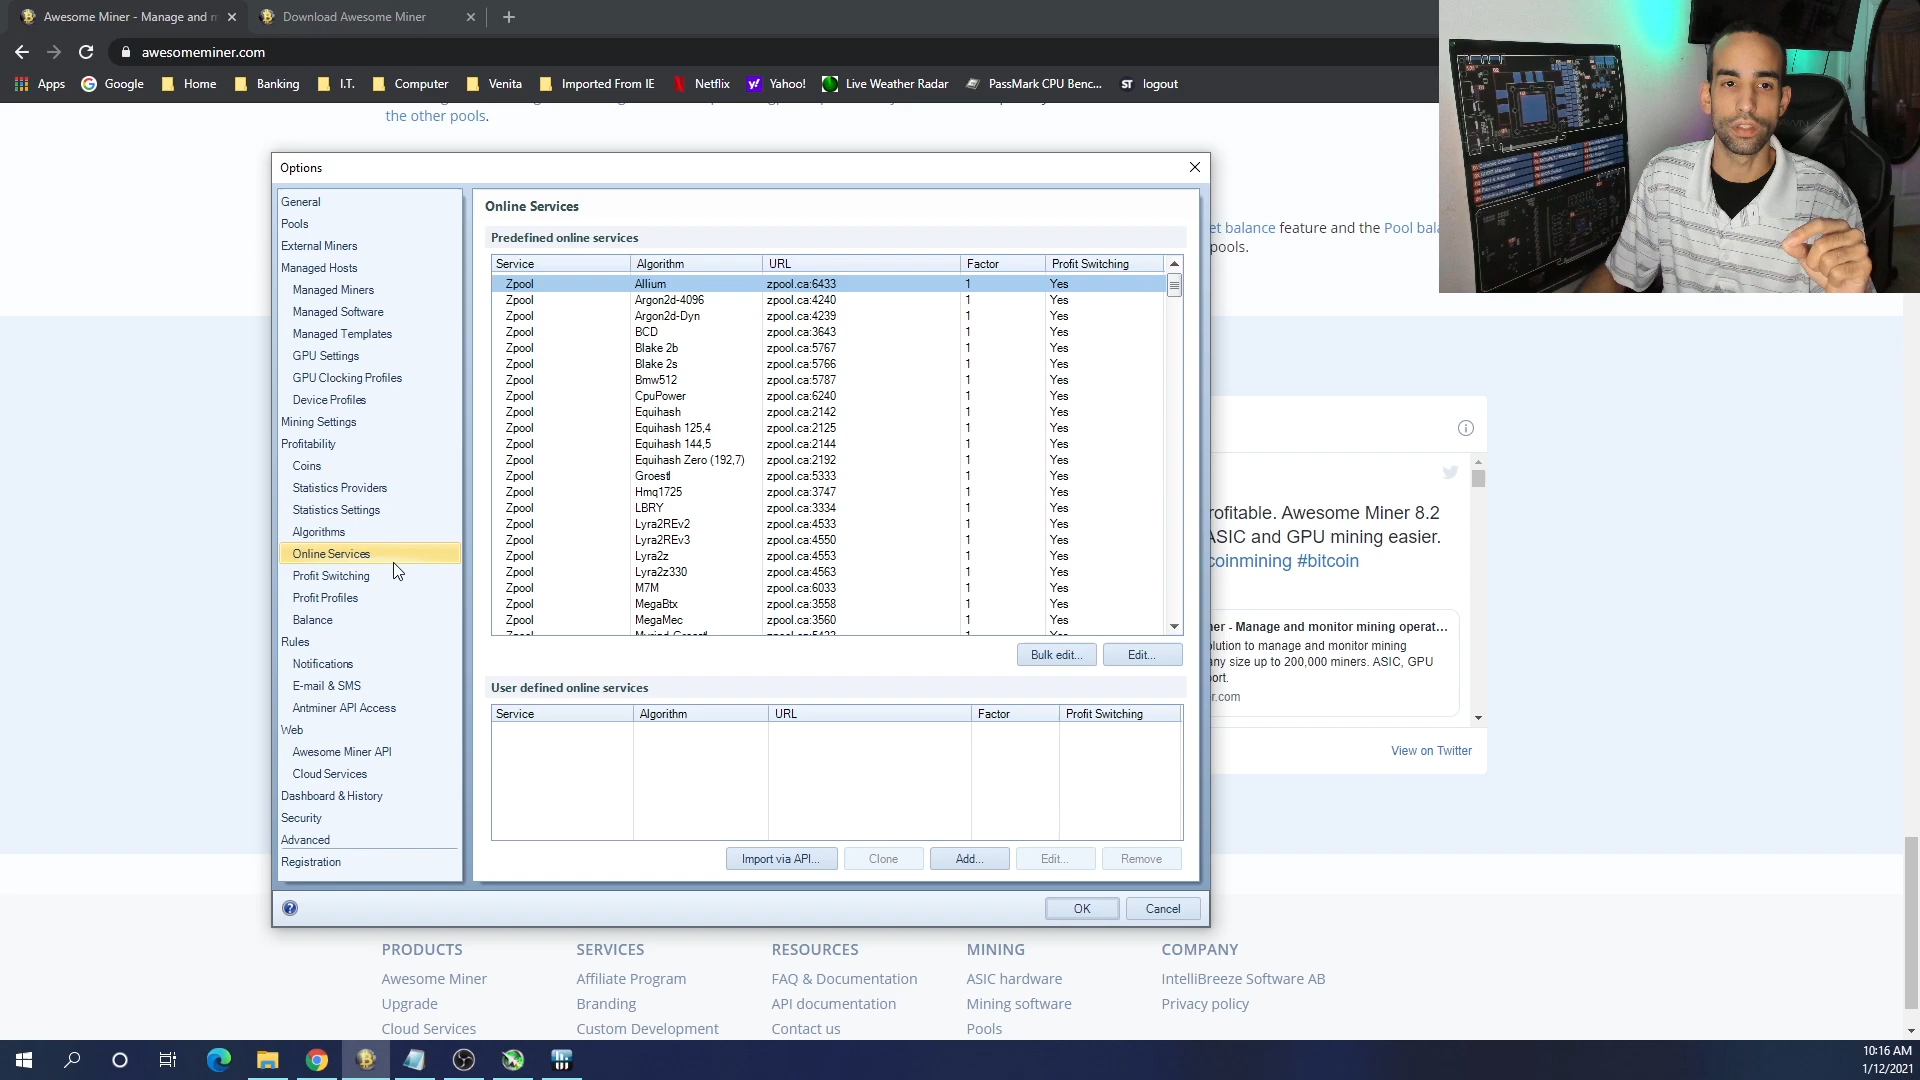 Awesome Miner - Manage and m
Download Awesome Miner
awesomeminer.com
Apps
Google
Home
Banking
I.T.
Computer
Venita
Imported From IE
Netflix
Yahoo!
Live Weather Radar
PassMark CPU Benc...
ST logout
the other pools.
et balance feature and the Pool bala
pools.
Options
General
Pools
External Miners
Managed Hosts
Managed Miners
Managed Software
Managed Templates
GPU Settings
GPU Clocking Profiles
Device Profiles
Mining Settings
Profitability
Coins
Statistics Providers
Statistics Settings
Algorithms
Online Services
Profit Switching
Profit Profiles
Balance
Rules
Notifications
E-mail & SMS
Antminer API Access
Web
Awesome Miner API
Cloud Services
Dashboard & History
Security
Advanced
Registration
Online Services
Predefined online services
Service Algorithm URL Factor Profit Switching
Zpool Allium zpool.ca:6433 1 Yes
Zpool Argon2d-4096 zpool.ca:4240 1 Yes
Zpool Argon2d-Dyn zpool.ca:4239 1 Yes
Zpool BCD zpool.ca:3643 1 Yes
Zpool Blake 2b zpool.ca:5767 1 Yes
Zpool Blake 2s zpool.ca:5766 1 Yes
Zpool Bmw512 zpool.ca:5787 1 Yes
Zpool CpuPower zpool.ca:6240 1 Yes
Zpool Equihash zpool.ca:2142 1 Yes
Zpool Equihash 125,4 zpool.ca:2125 1 Yes
Zpool Equihash 144,5 zpool.ca:2144 1 Yes
Zpool Equihash Zero (192,7) zpool.ca:2192 1 Yes
Zpool Groestl zpool.ca:5333 1 Yes
Zpool Hmq1725 zpool.ca:3747 1 Yes
Zpool LBRY zpool.ca:3334 1 Yes
Zpool Lyra2REv2 zpool.ca:4533 1 Yes
Zpool Lyra2REv3 zpool.ca:4550 1 Yes
Zpool Lyra2z zpool.ca:4553 1 Yes
Zpool Lyra2z330 zpool.ca:4563 1 Yes
Zpool M7M zpool.ca:6033 1 Yes
Zpool MegaBtx zpool.ca:3558 1 Yes
Zpool MegaMec zpool.ca:3560 1 Yes
Bulk edit... Edit...
User defined online services
Service Algorithm URL Factor Profit Switching
Import via API... Clone Add... Edit... Remove
OK Cancel
rofitable. Awesome Miner 8.2
ASIC and GPU mining easier.
coinmining #bitcoin
ner - Manage and monitor mining operat...
lution to manage and monitor mining
any size up to 200,000 miners. ASIC, GPU
port.
r.com
View on Twitter
PRODUCTS
Awesome Miner
Upgrade
Cloud Services
SERVICES
Affiliate Program
Branding
Custom Development
RESOURCES
FAQ & Documentation
API documentation
Contact us
MINING
ASIC hardware
Mining software
Pools
COMPANY
IntelliBreeze Software AB
Privacy policy
10:16 AM
1/12/2021